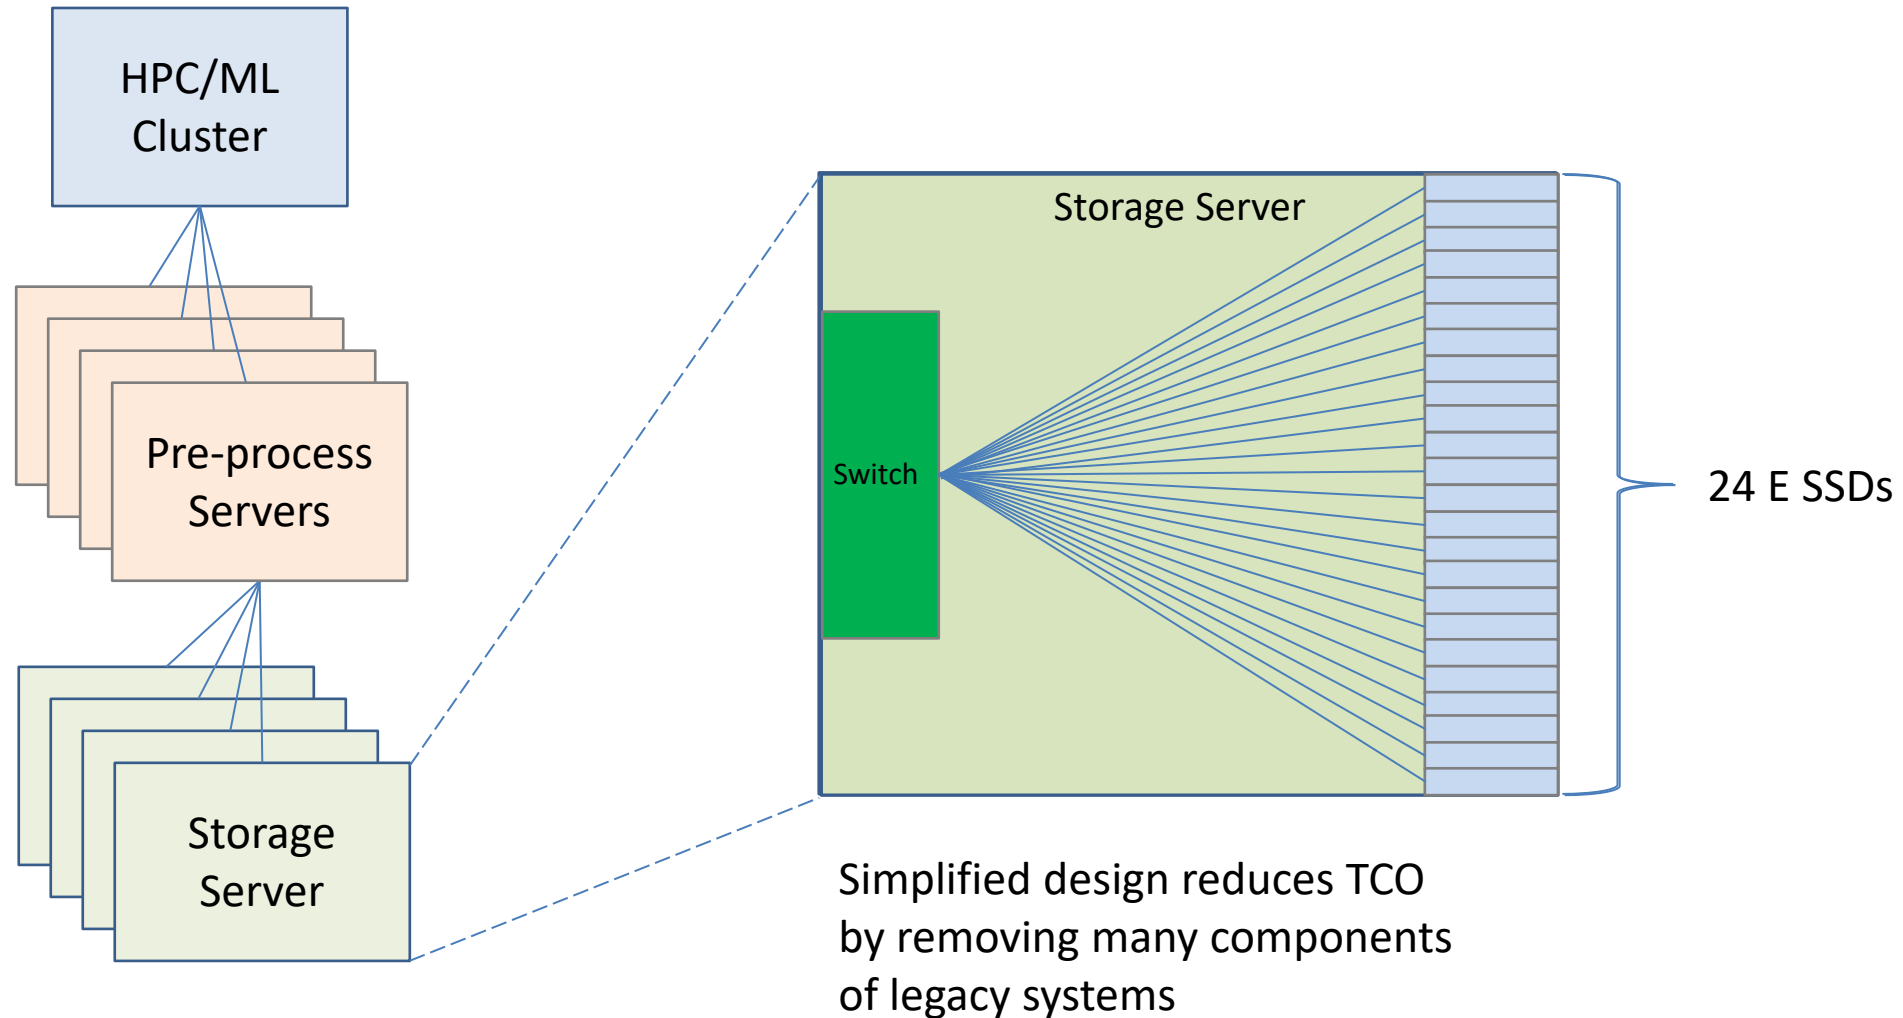 HPC/ML
Cluster
Pre-process
Servers
Storage
Server
Storage Server
Switch
24 E SSDs
Simplified design reduces TCO
by removing many components
of legacy systems